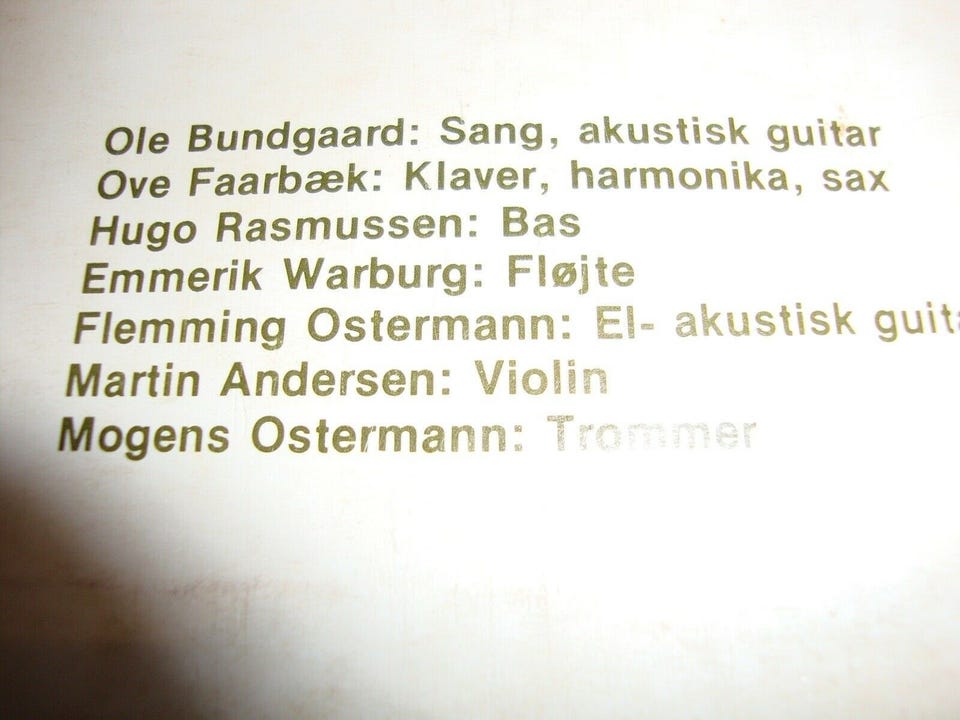 Ole Bundgaard: Sang, akustisk guitar
Ove Faarbæk: Klaver, harmonika, sax
Hugo Rasmussen: Bas
Emmerik Warburg: Fløjte
Flemming Ostermann: El- akustisk
Martin Andersen: Violin
Mogens Ostermann: Trommer